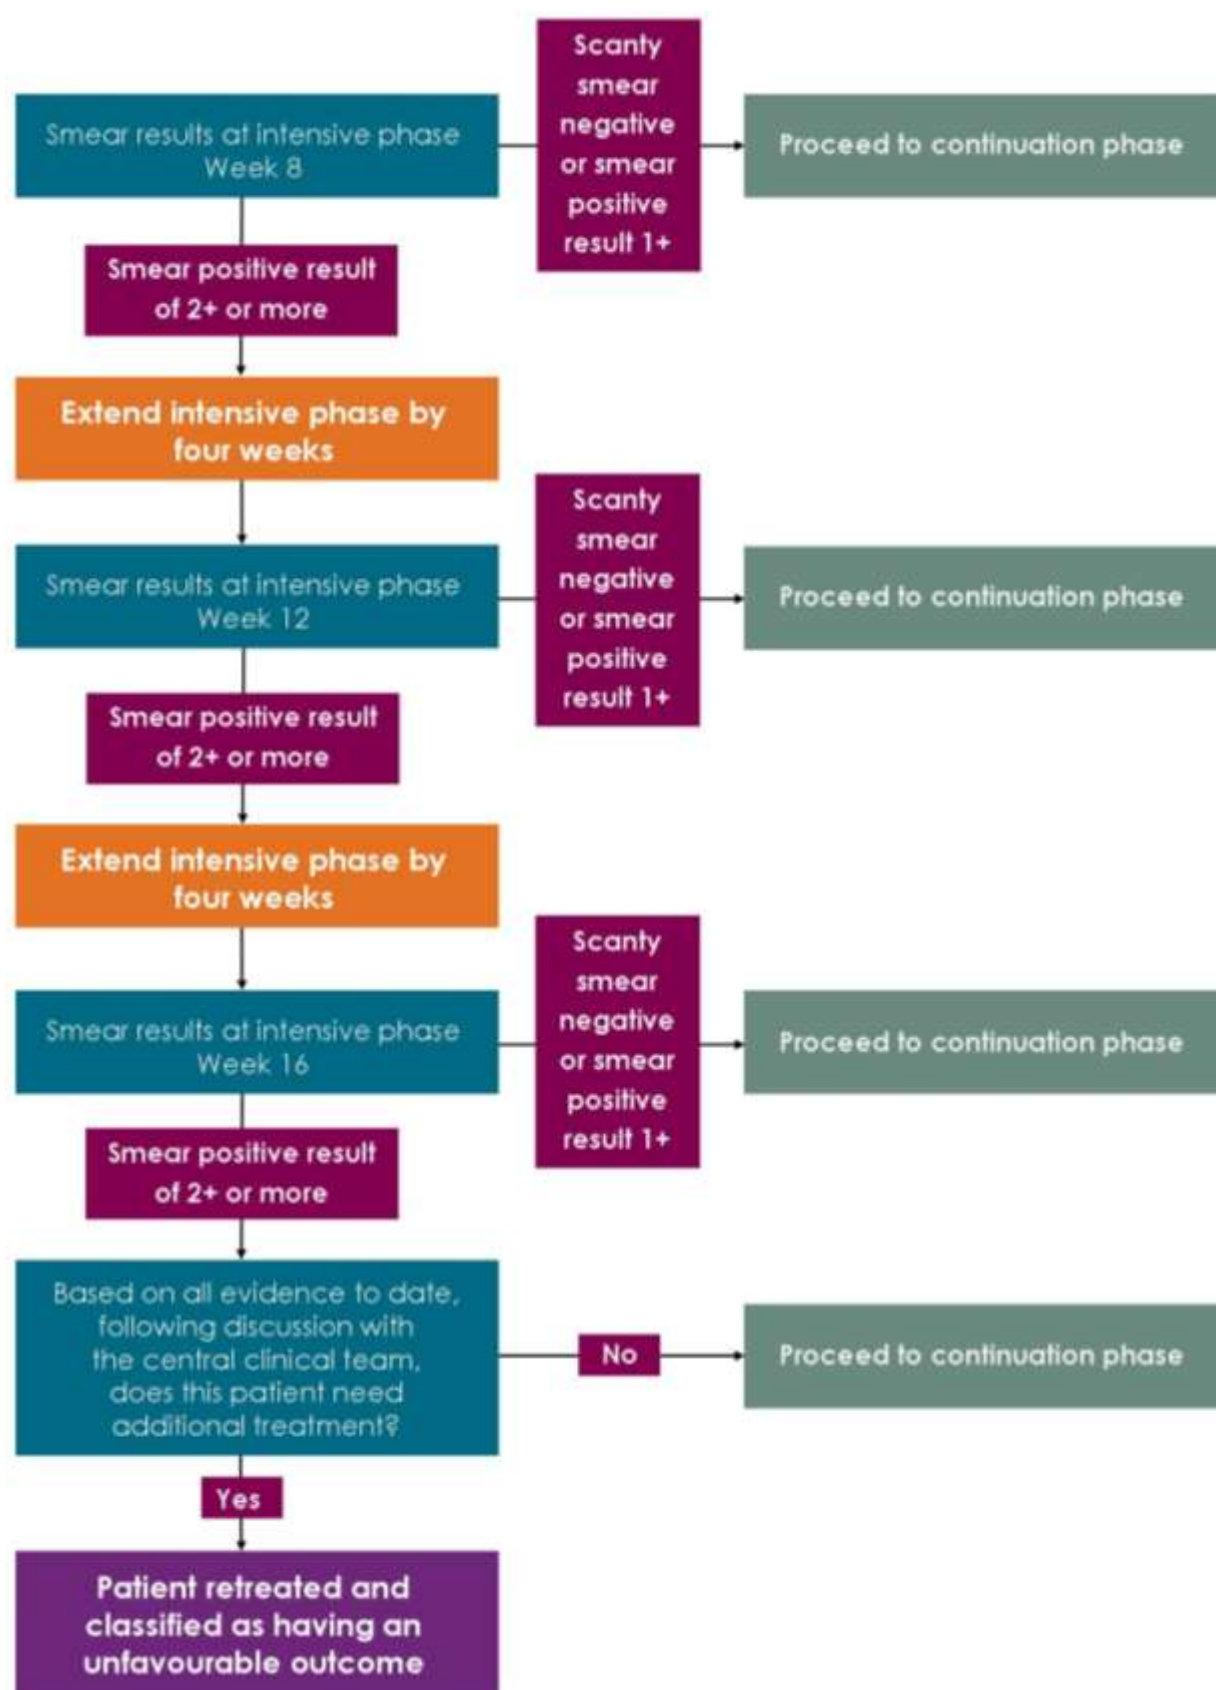 Smear results at intensive phase
Week 8
Scanty
smear
negative
or smear
positive
result 1+
Proceed to continuation phase
Smear positive result
of 2+ or more
Extend intensive phase by
four weeks
Smear results at intensive phase
Week 12
Scanty
smear
negative
or smear
positive
result 1+
Proceed to continuation phase
Smear positive result
of 2+ or more
Extend intensive phase by
four weeks
Smear results at intensive phase
Week 16
Scanty
smear
negative
or smear
positive
result 1+
Proceed to continuation phase
Smear positive result
of 2+ or more
Based on all evidence to date,
following discussion with
the central clinical team,
does this patient need
additional treatment?
No
Proceed to continuation phase
Yes
Patient retreated and
classified as having an
unfavourable outcome